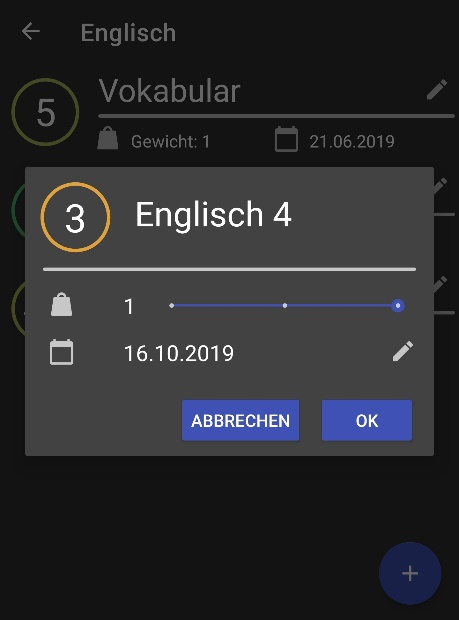 Englisch
5
Vokabular
Gewicht: 1
21.06.2019
3
Englisch 4
1
16.10.2019
ABBRECHEN
OK
+